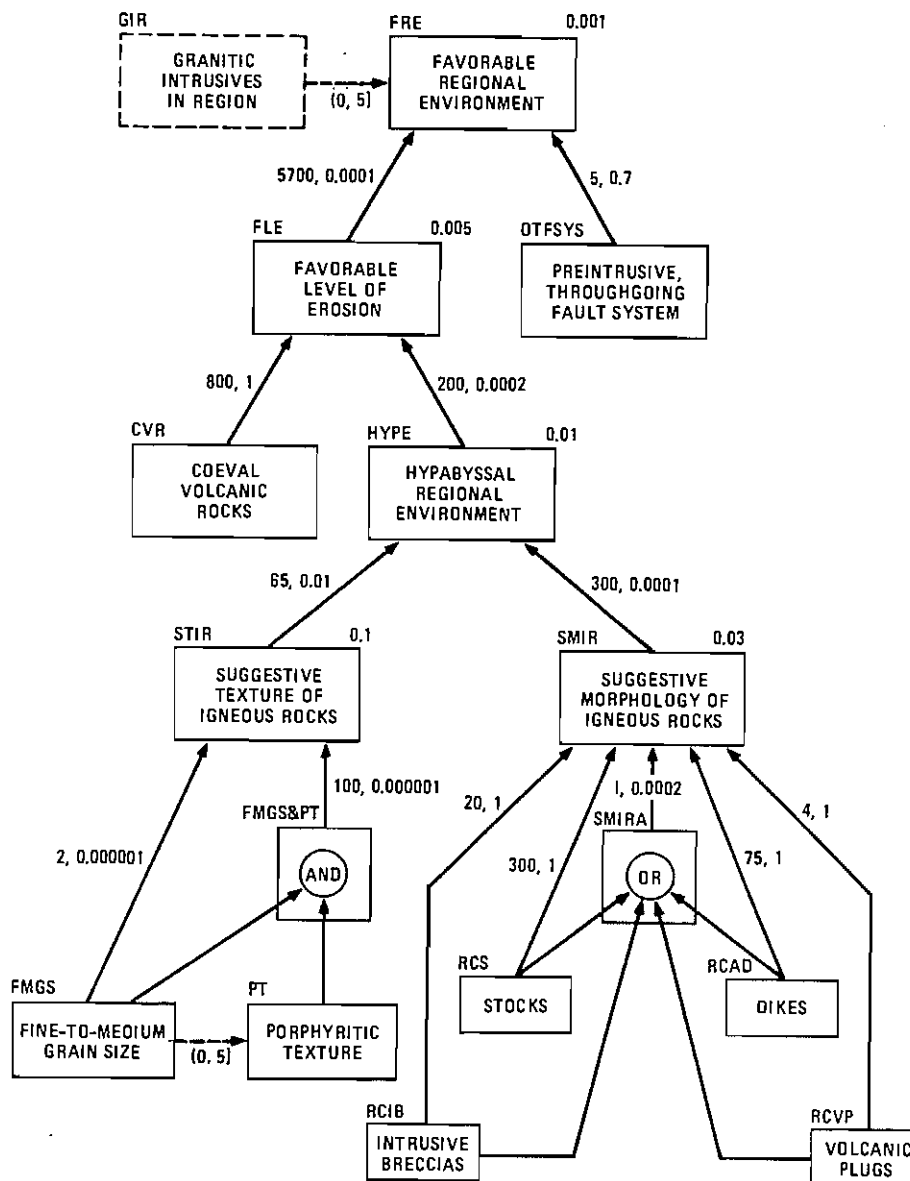 GIR
FRE
0.001
GRANITIC
INTRUSIVES
IN REGION
(0, 5]
FAVORABLE
REGIONAL
ENVIRONMENT
5700, 0.0001
5, 0.7
FLE
0.005
OTFSYS
FAVORABLE
LEVEL OF
EROSION
PREINTRUSIVE,
THROUGHGOING
FAULT SYSTEM
800, 1
200, 0.0002
CVR
HYPE
0.01
COEVAL
VOLCANIC
ROCKS
HYPABYSSAL
REGIONAL
ENVIRONMENT
65, 0.01
300, 0.0001
STIR
0.1
SMIR
0.03
SUGGESTIVE
TEXTURE OF
IGNEOUS ROCKS
SUGGESTIVE
MORPHOLOGY OF
IGNEOUS ROCKS
2, 0.000001
100, 0.000001
FMGS&PT
AND
20, 1
300, 1
1, 0.0002
SMIRA
OR
75, 1
4, 1
RCS
STOCKS
RCAD
DIKES
FMGS
FINE-TO-MEDIUM
GRAIN SIZE
(0, 5]
PT
PORPHYRITIC
TEXTURE
RCIB
INTRUSIVE
BRECCIAS
RCVP
VOLCANIC
PLUGS